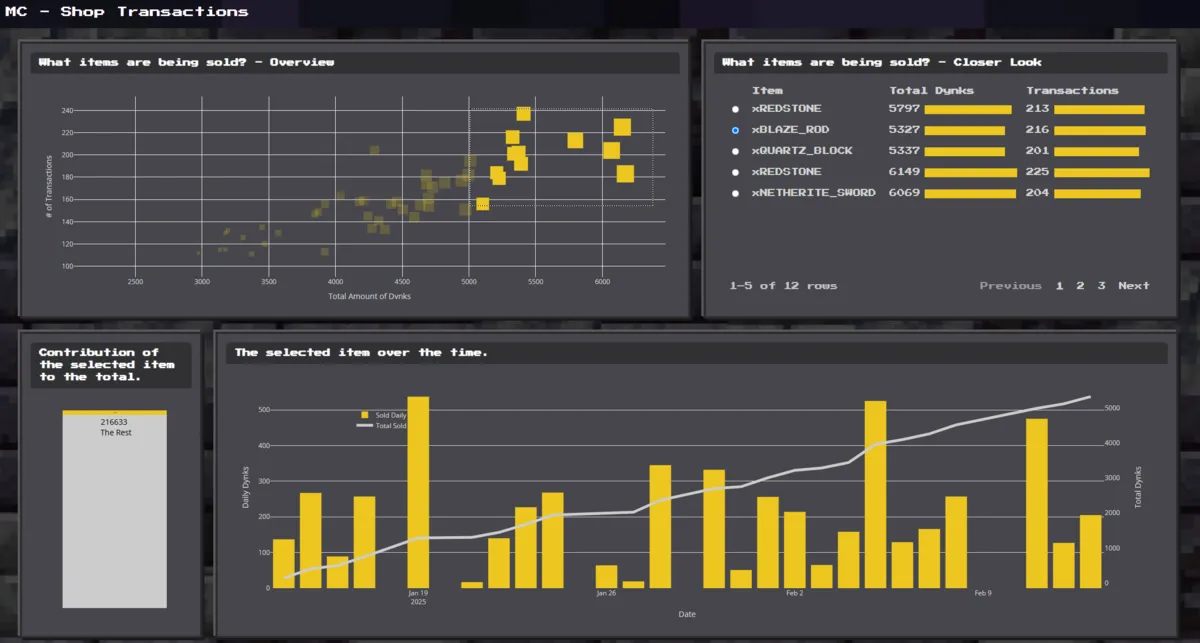 MC - Shop Transactions
What items are being sold? - Overview
240
220
200
180
160
140
120
100
# of Transactions
2500 3000 3500 4000 4500 5000 5500 6000
Total Amount of Dynks
What items are being sold? - Closer Look
Item Total Dynks Transactions
xREDSTONE 5797 213
xBLAZE_ROD 5327 216
xQUARTZ_BLOCK 5337 201
xREDSTONE 6149 225
xNETHERITE_SWORD 6069 204
1-5 of 12 rows Previous 1 2 3 Next
Contribution of
the selected item
to the total.
216633
The Rest
The selected item over the time.
Sold Daily
Total Sold
500
400
300
200
100
0
Daily Dynks
5000
4000
3000
2000
1000
0
Total Dynks
Jan 19 Jan 26 Feb 2 Feb 9
2025
Date